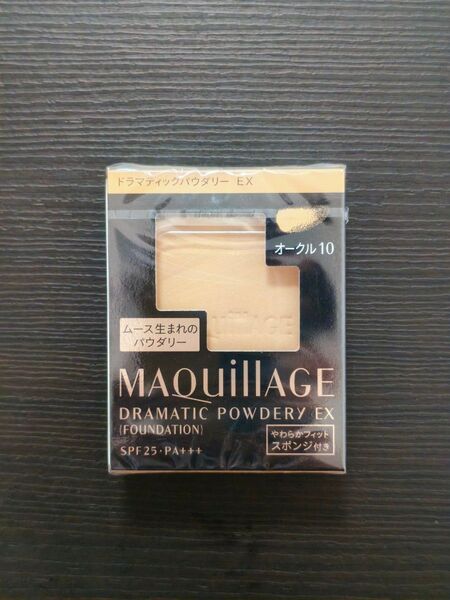 ドラマティックパウダリー EX
オークル10
ムース生まれの
パウダリー
MAQuillAGE
DRAMATIC POWDERY EX
(FOUNDATION)
SPF25・PA+++
やわらかフィット
スポンジ付き